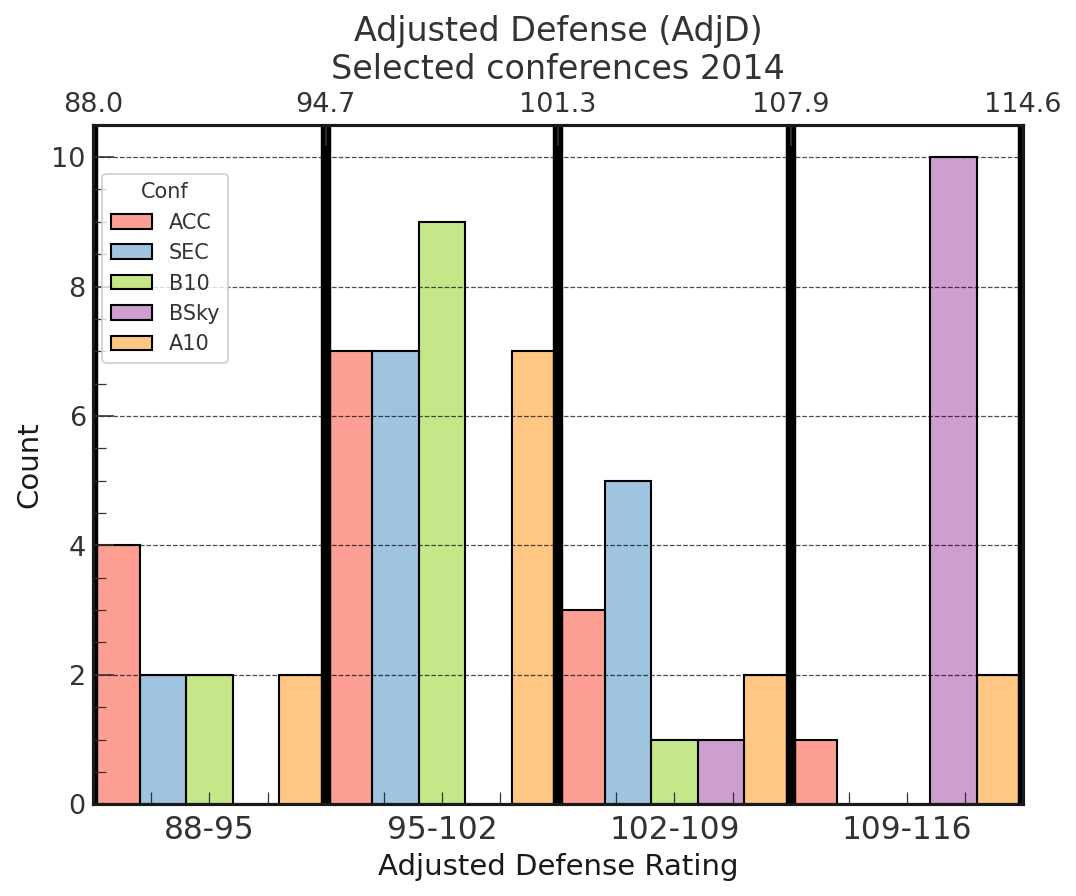 Adjusted Defense (AdjD)
Selected conferences 2014
88.0 94.7 101.3 107.9 114.6
10
8
6
4
2
0
Count
Conf
ACC
SEC
B10
BSky
A10
88-95 95-102 102-109 109-116
Adjusted Defense Rating